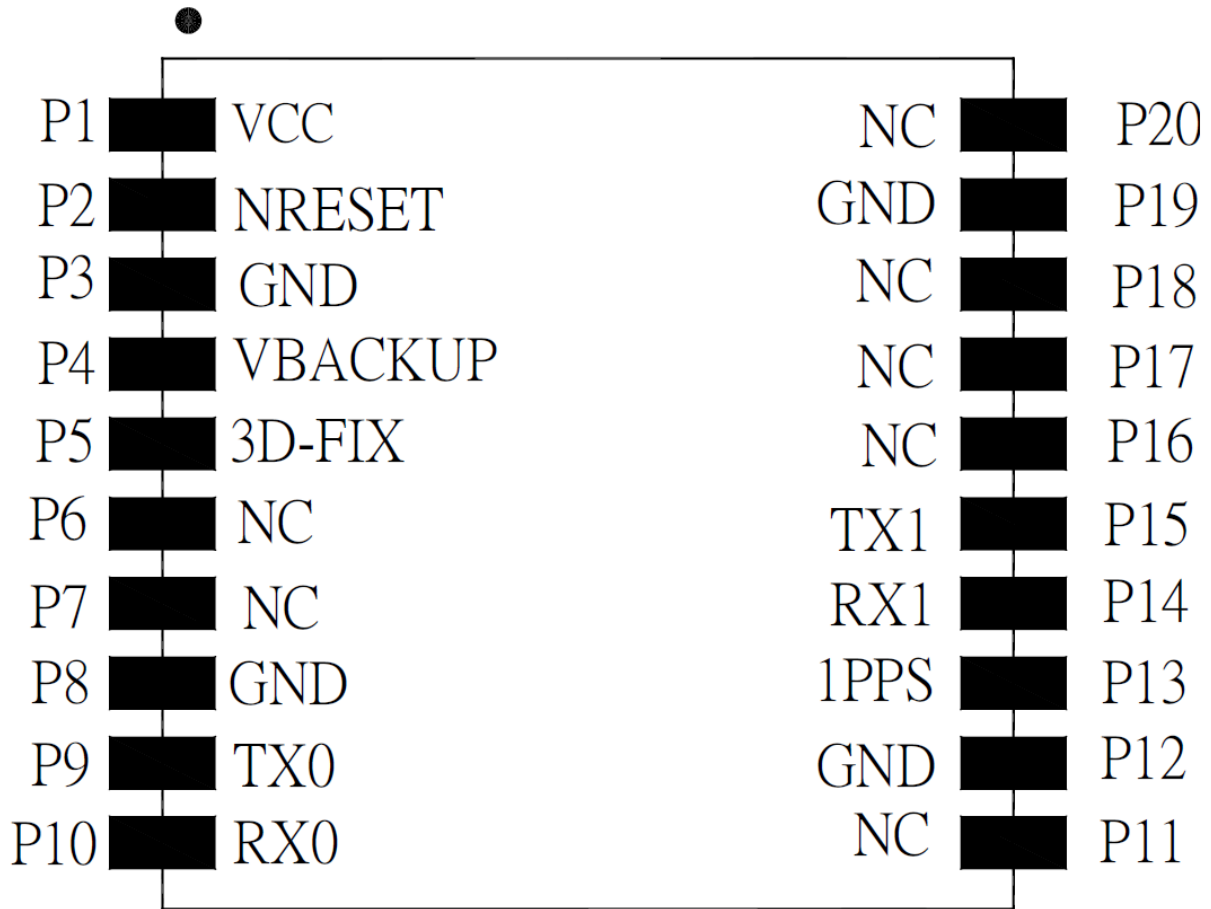 P1 VCC NC P20
P2 NRESET GND P19
P3 GND NC P18
P4 VBACKUP NC P17
P5 3D-FIX NC P16
P6 NC TX1 P15
P7 NC RX1 P14
P8 GND 1PPS P13
P9 TX0 GND P12
P10 RX0 NC P11